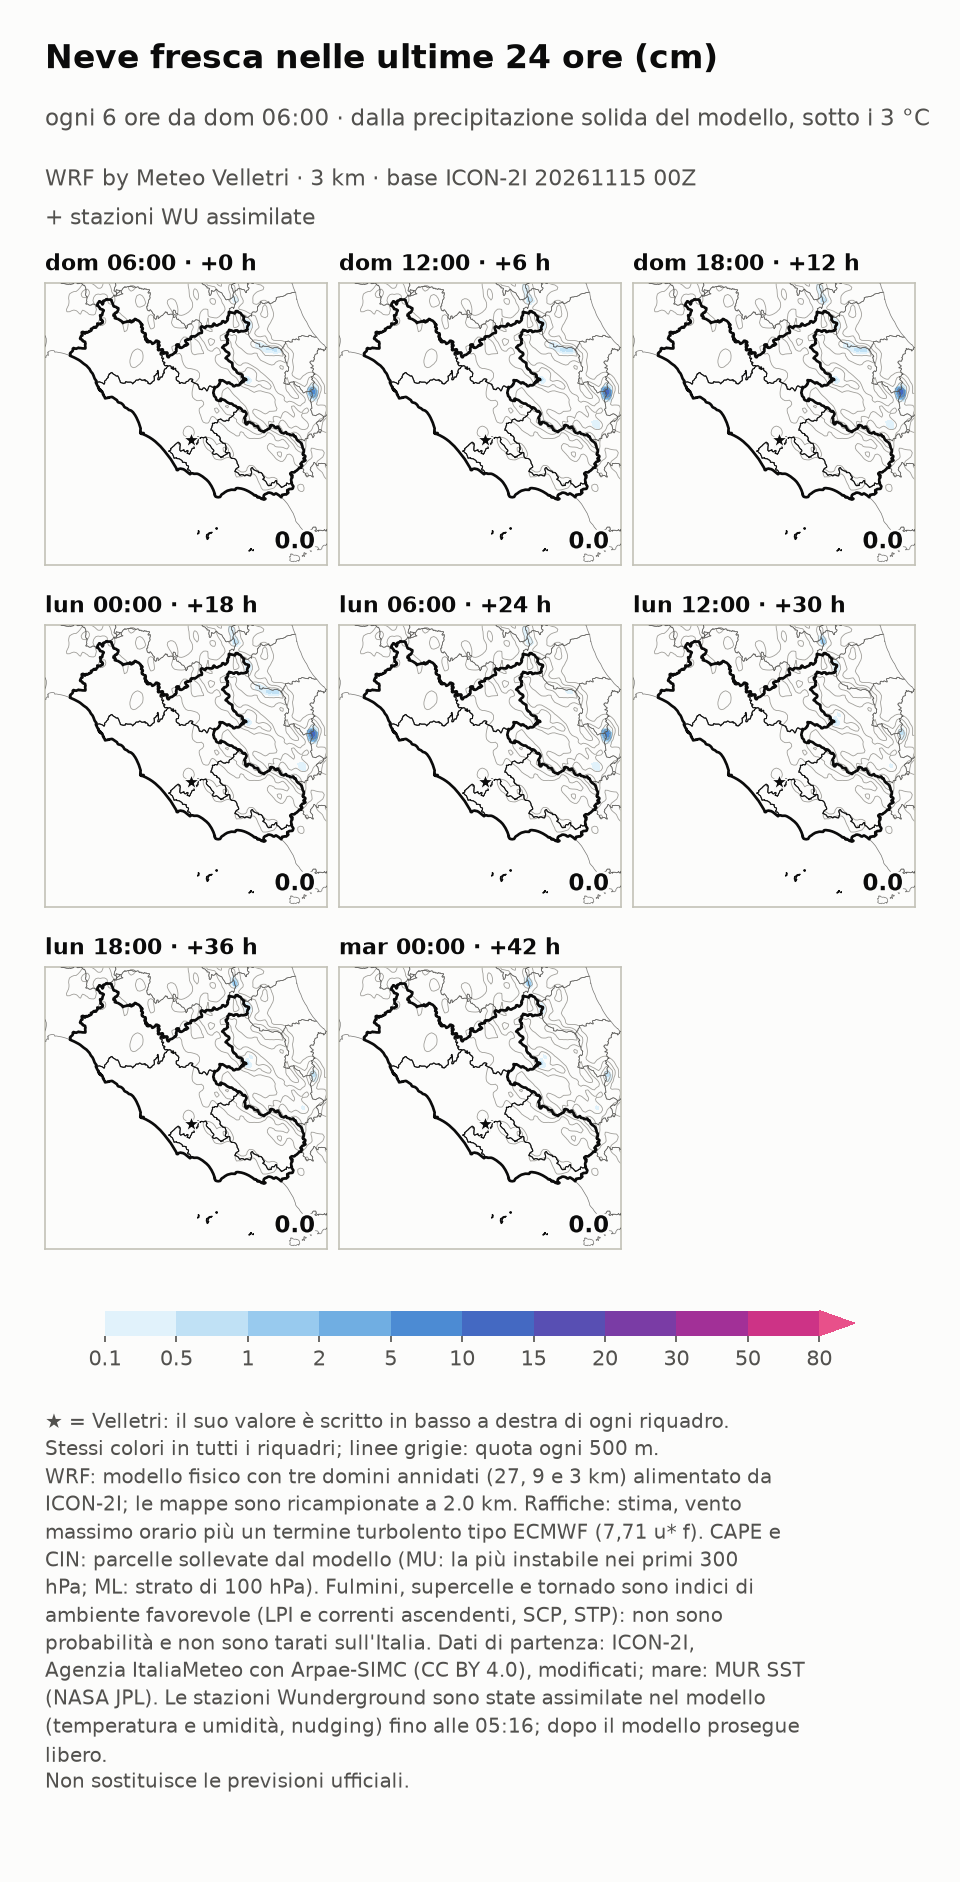 Neve fresca nelle ultime 24 ore (cm)
ogni 6 ore da dom 06:00 · dalla precipitazione solida del modello, sotto i 3 °C
WRF by Meteo Velletri · 3 km · base ICON-2I 20261115 00Z
+ stazioni WU assimilate
dom 06:00 · +0 h
dom 12:00 · +6 h
dom 18:00 · +12 h
0.0
0.0
0.0
lun 00:00 · +18 h
lun 06:00 · +24 h
lun 12:00 · +30 h
0.0
0.0
0.0
lun 18:00 · +36 h
mar 00:00 · +42 h
0.0
0.0
0.1 0.5 1 2 5 10 15 20 30 50 80
★ = Velletri: il suo valore è scritto in basso a destra di ogni riquadro.
Stessi colori in tutti i riquadri; linee grigie: quota ogni 500 m.
WRF: modello fisico con tre domini annidati (27, 9 e 3 km) alimentato da
ICON-2I; le mappe sono ricampionate a 2.0 km. Raffiche: stima, vento
massimo orario più un termine turbolento tipo ECMWF (7,71 u* f). CAPE e
CIN: parcelle sollevate dal modello (MU: la più instabile nei primi 300
hPa; ML: strato di 100 hPa). Fulmini, supercelle e tornado sono indici di
ambiente favorevole (LPI e correnti ascendenti, SCP, STP): non sono
probabilità e non sono tarati sull'Italia. Dati di partenza: ICON-2I,
Agenzia ItaliaMeteo con Arpae-SIMC (CC BY 4.0), modificati; mare: MUR SST
(NASA JPL). Le stazioni Wunderground sono state assimilate nel modello
(temperatura e umidità, nudging) fino alle 05:16; dopo il modello prosegue
libero.
Non sostituisce le previsioni ufficiali.